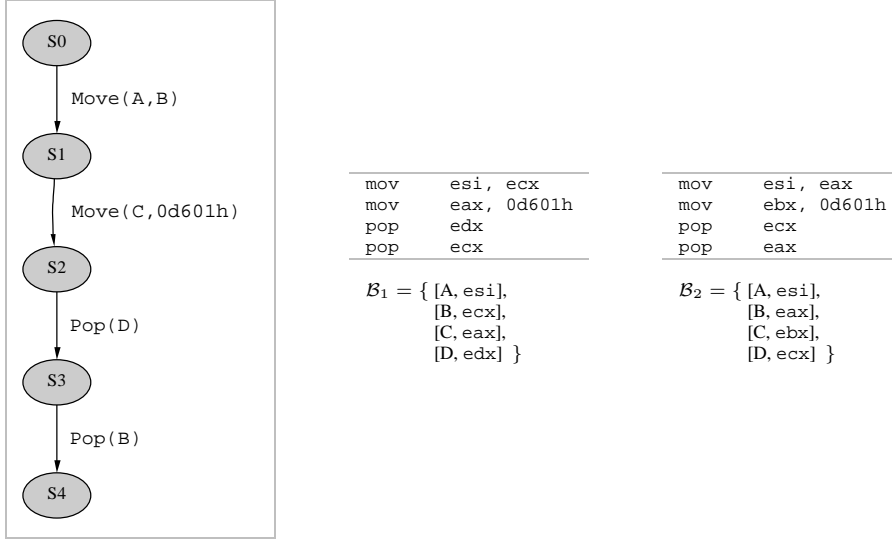 S0
Move(A,B)
S1
Move(C,0d601h)
S2
Pop(D)
S3
Pop(B)
S4
mov esi, ecx
mov eax, 0d601h
pop edx
pop ecx
ℬ₁ = { [A, esi],
[B, ecx],
[C, eax],
[D, edx] }
mov esi, eax
mov ebx, 0d601h
pop ecx
pop eax
ℬ₂ = { [A, esi],
[B, eax],
[C, ebx],
[D, ecx] }